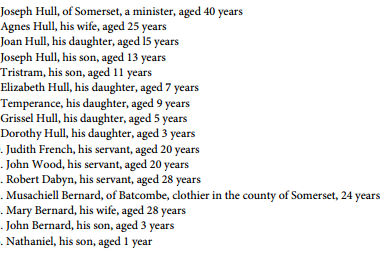 Joseph Hull, of Somerset, a minister, aged 40 years
Agnes Hull, his wife, aged 25 years
Joan Hull, his daughter, aged l5 years
Joseph Hull, his son, aged 13 years
Tristram, his son, aged 11 years
Elizabeth Hull, his daughter, aged 7 years
Temperance, his daughter, aged 9 years
Grissel Hull, his daughter, aged 5 years
Dorothy Hull, his daughter, aged 3 years
. Judith French, his servant, aged 20 years
. John Wood, his servant, aged 20 years
. Robert Dabyn, his servant, aged 28 years
. Musachiell Bernard, of Batcombe, clothier in the county of Somerset, 24 years
. Mary Bernard, his wife, aged 28 years
. John Bernard, his son, aged 3 years
. Nathaniel, his son, aged 1 year